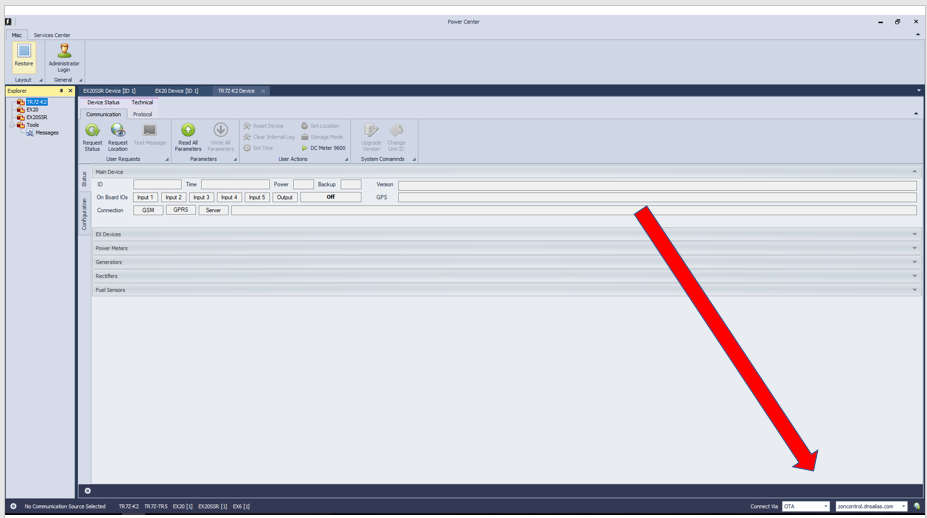 Power Center
Misc Services Center
Restore
Administrator
Login
Layout General
Explorer
TR7Z-K2
EX20
EX20SSR
Tools
Messages
EX20SSR Device [ID 1] EX20 Device [ID 1] TR7Z-K2 Device
Device Status Technical
Communication Protocol
Request
Status
Request
Location
Text Message
Read All
Parameters
Write All
Parameters
Reset Device
Clear Internal Log
Set Time
Set Location
Storage Mode
DC Meter 9600
Upgrade
Version
Change
Unit ID
User Requests Parameters User Actions System Comamnds
Status
Configuration
Main Device
ID Time Power Backup Version
On Board IOs Input 1 Input 2 Input 3 Input 4 Input 5 Output Off GPS
Connection GSM GPRS Server
EX Devices
Power Meters
Generators
Rectifiers
Fuel Sensors
No Communication Source Selected TR7Z-K2 TR7Z-TR5 EX20 [1] EX20SSR [1] EX6 [1] Connect Via OTA zoncontrol.dnsalias.com